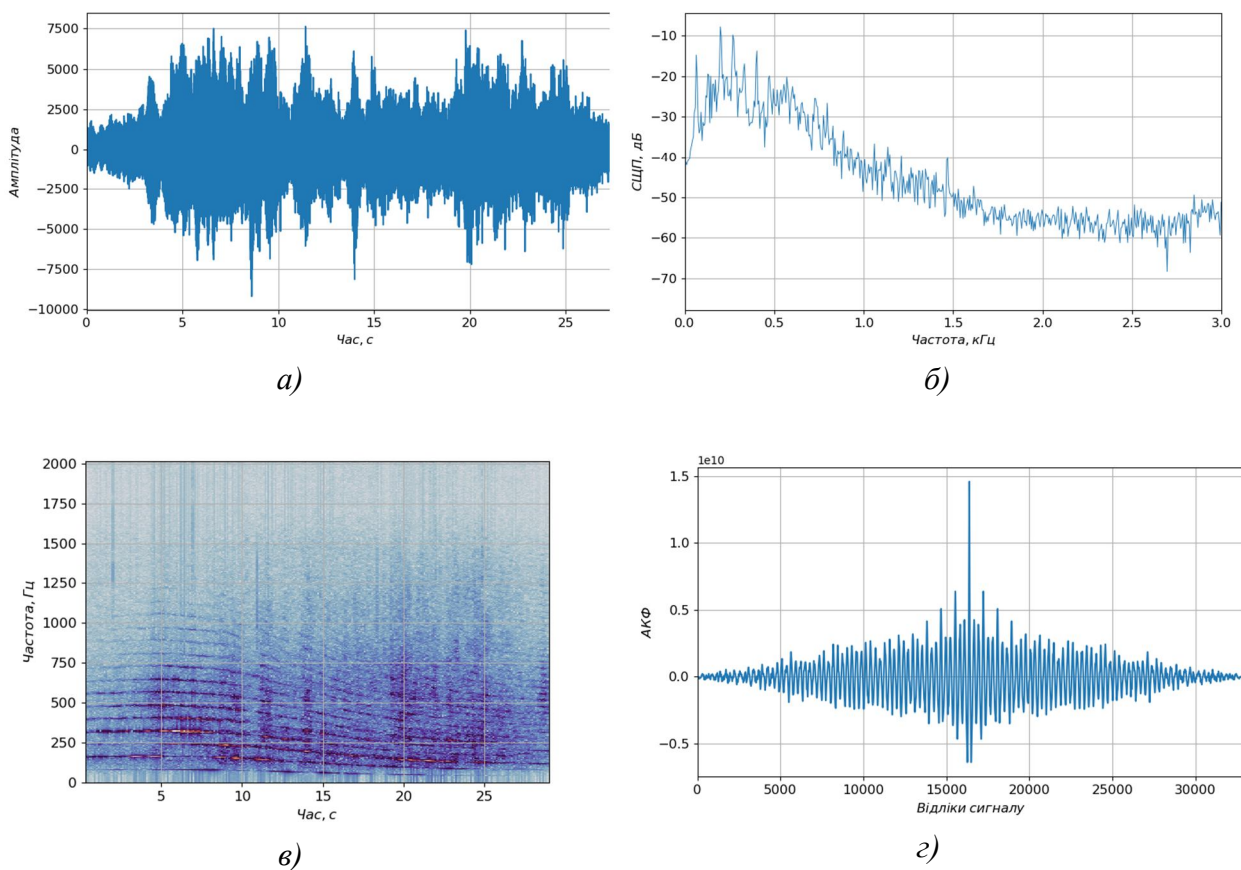 7500
5000
2500
0
−2500
−5000
−7500
−10000
Амплітуда
0 5 10 15 20 25
Час, с
а)
−10
−20
−30
−40
−50
−60
−70
СЩП, дБ
0.0 0.5 1.0 1.5 2.0 2.5 3.0
Частота, кГц
б)
2000
1750
1500
1250
1000
750
500
250
0
Частота, Гц
5 10 15 20 25
Час, с
в)
1e10
1.5
1.0
0.5
0.0
−0.5
АКФ
0 5000 10000 15000 20000 25000 30000
Відліки сигналу
г)